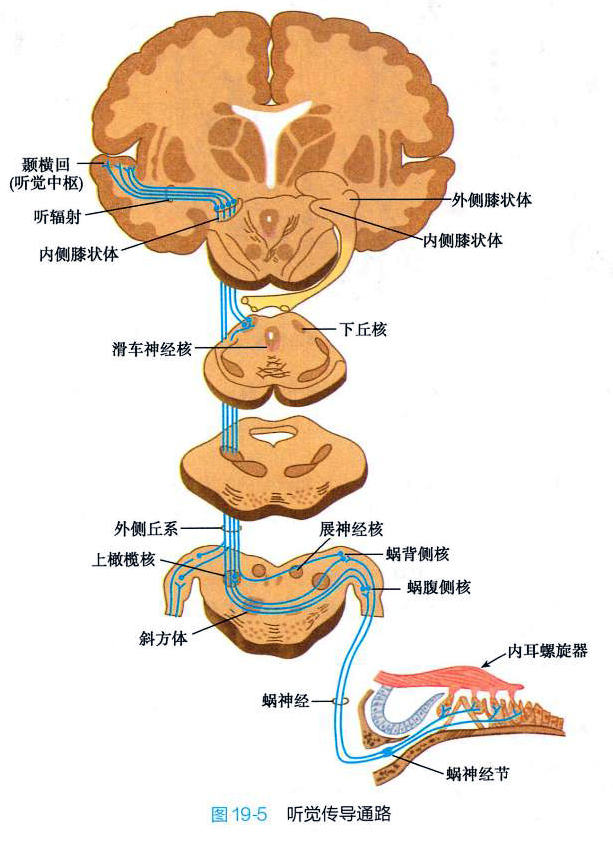 颞横回
(听觉中枢)
听辐射
内侧膝状体
外侧膝状体
内侧膝状体
下丘核
滑车神经核
外侧丘系
展神经核
上橄榄核
蜗背侧核
蜗腹侧核
斜方体
内耳螺旋器
蜗神经
蜗神经节
图 19-5 听觉传导通路